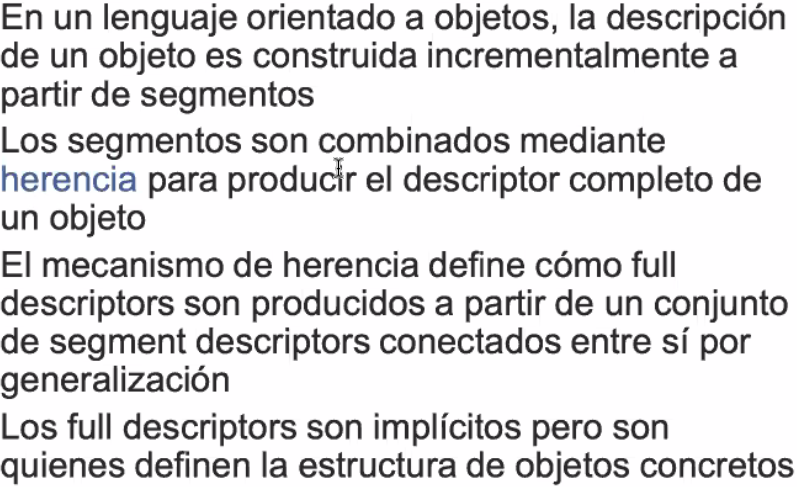 En un lenguaje orientado a objetos, la descripción
de un objeto es construida incrementalmente a
partir de segmentos
Los segmentos son combinados mediante
herencia para producir el descriptor completo de
un objeto
El mecanismo de herencia define cómo full
descriptors son producidos a partir de un conjunto
de segment descriptors conectados entre sí por
generalización
Los full descriptors son implícitos pero son
quienes definen la estructura de objetos concretos